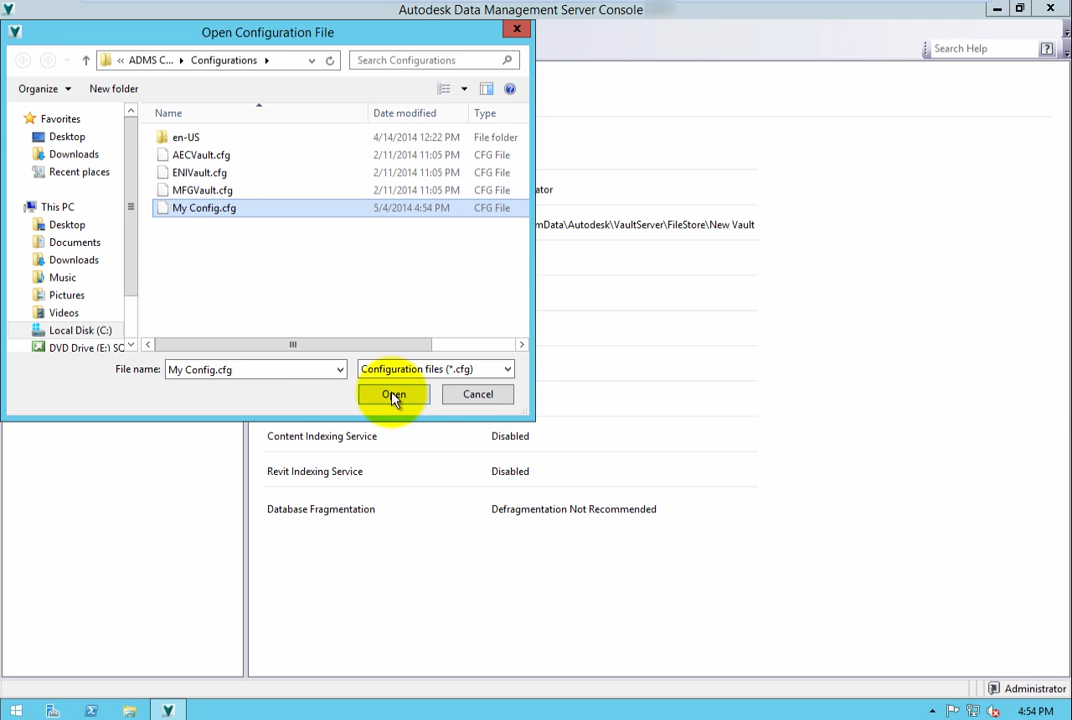 Autodesk Data Management Server Console
Open Configuration File
« ADMS C... Configurations
Search Configurations
Search Help
Organize
New folder
Name
Date modified
Type
Favorites
Desktop
Downloads
Recent places
This PC
Desktop
Documents
Downloads
Music
Pictures
Videos
Local Disk (C:)
DVD Drive (E:) SC
en-US 4/14/2014 12:22 PM File folder
AECVault.cfg 2/11/2014 11:05 PM CFG File
ENIVault.cfg 2/11/2014 11:05 PM CFG File
MFGVault.cfg 2/11/2014 11:05 PM CFG File
My Config.cfg 5/4/2014 4:54 PM CFG File
File name: My Config.cfg
Configuration files (*.cfg)
Open
Cancel
ator
mData\Autodesk\VaultServer\FileStore\New Vault
Content Indexing Service Disabled
Revit Indexing Service Disabled
Database Fragmentation Defragmentation Not Recommended
Administrator
4:54 PM